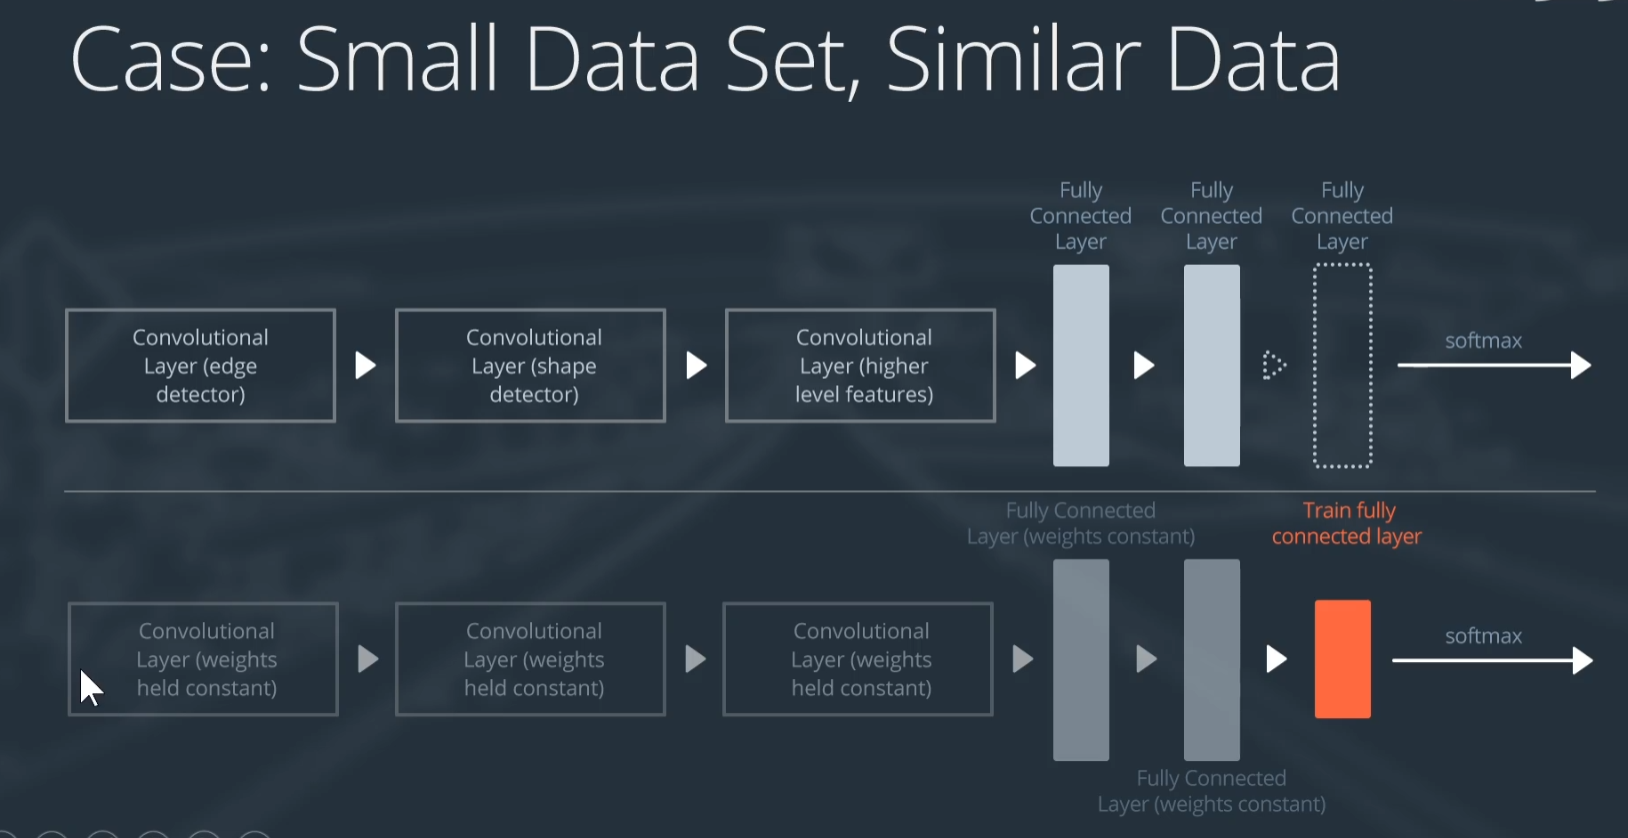 Case: Small Data Set, Similar Data
Fully
Connected
Layer
Fully
Connected
Layer
Fully
Connected
Layer
Convolutional
Layer (edge
detector)
Convolutional
Layer (shape
detector)
Convolutional
Layer (higher
level features)
softmax
Fully Connected
Layer (weights constant)
Train fully
connected layer
Convolutional
Layer (weights
held constant)
Convolutional
Layer (weights
held constant)
Convolutional
Layer (weights
held constant)
softmax
Fully Connected
Layer (weights constant)